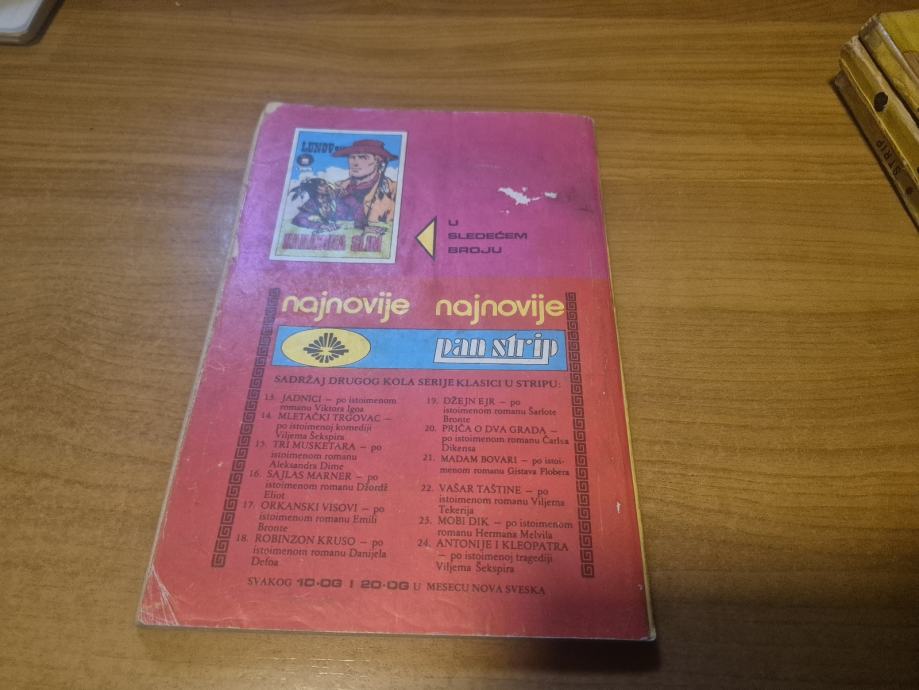 LUNOV
SLIM
U
SLEDEĆEM
BROJU
najnovije najnovije
pan strip
SADRŽAJ DRUGOG KOLA SERIJE KLASICI U STRIPU:
13. JADNICI — po istoimenom
romanu Viktora Igoa
14. MLETAČKI TRGOVAC — po
istoimenoj komediji
Viljema Šekspira
15. TRI MUSKETARA — po
istoimenom romanu
Aleksandra Dime
16. SAJLAS MARNER — po
istoimenom romanu Džordž
Eliot
17. ORKANSKI VISOVI — po
istoimenom romanu Emili
Bronte
18. ROBINZON KRUSO — po
istoimenom romanu Danijela
Defoa
19. DŽEJN EJR — po
istoimenom romanu Šarlote
Bronte
20. PRIČA O DVA GRADA —
po istoimenom romanu Čarlsa
Dikensa
21. MADAM BOVARI — po istoi-
menom romanu Gistava Flobera
22. VAŠAR TAŠTINE — po
istoimenom romanu Viljema
Tekerija
23. MOBI DIK — po istoimenom
romanu Hermana Melvila
24. ANTONIJE I KLEOPATRA
— po istoimenoj tragediji
Viljema Šekspira
SVAKOG 10-OG I 20-OG U MESECU NOVA SVESKA
STRIP